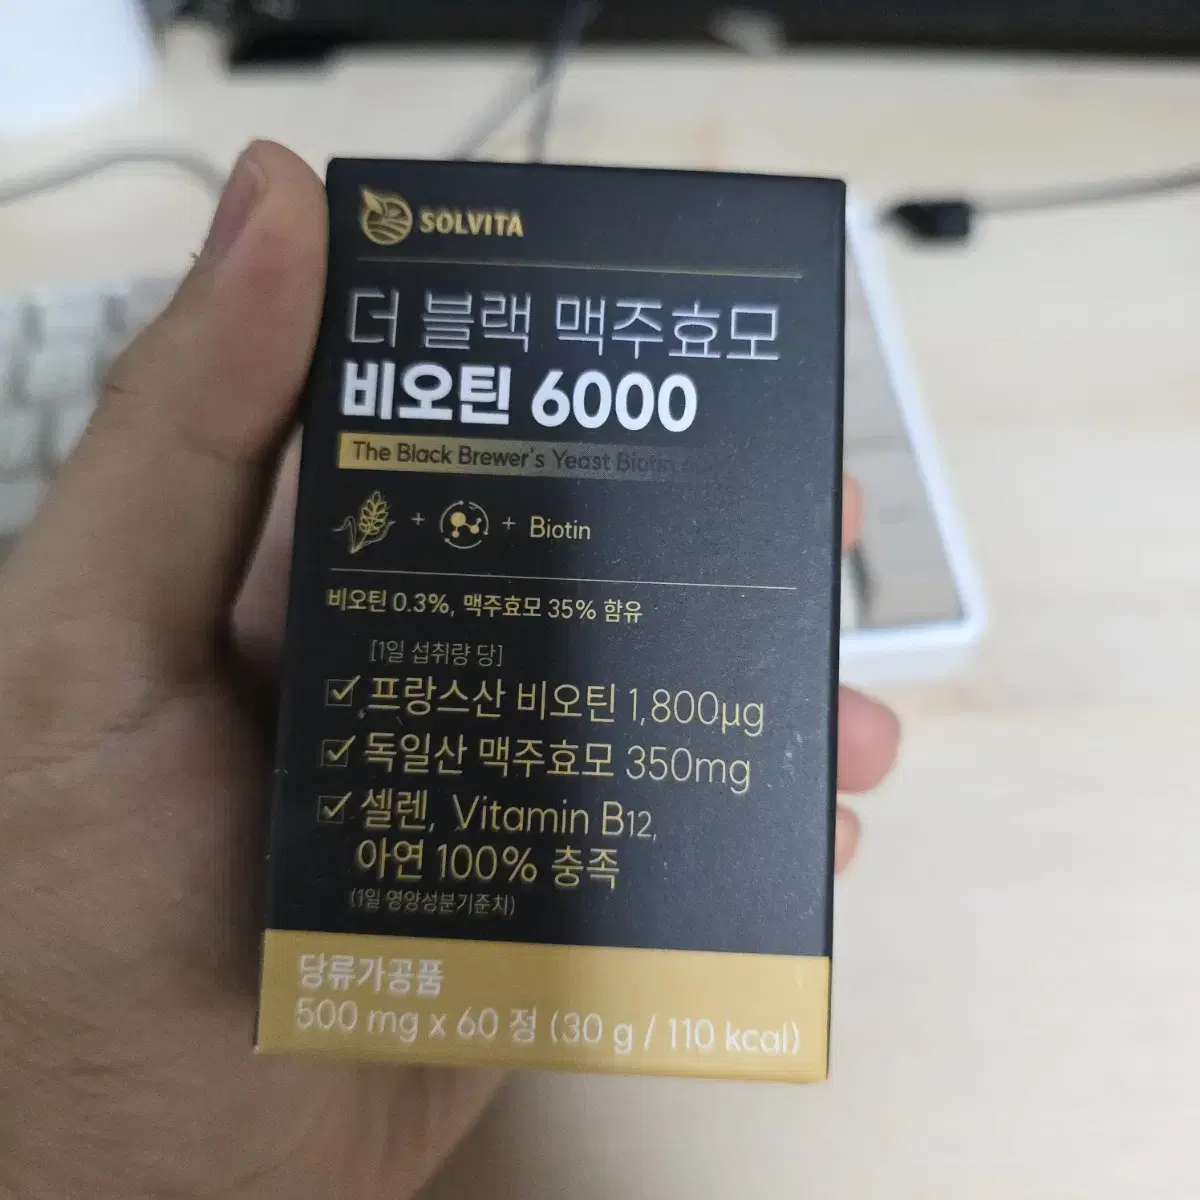 SOLVITA
더 블랙 맥주효모
비오틴 6000
The Black Brewer's Yeast Biotin
+ + Biotin
비오틴 0.3%, 맥주효모 35% 함유
[1일 섭취량 당]
프랑스산 비오틴 1,800µg
독일산 맥주효모 350mg
셀렌, Vitamin B12,
아연 100% 충족
(1일 영양성분기준치)
당류가공품
500 mg x 60 정 (30 g / 110 kcal)